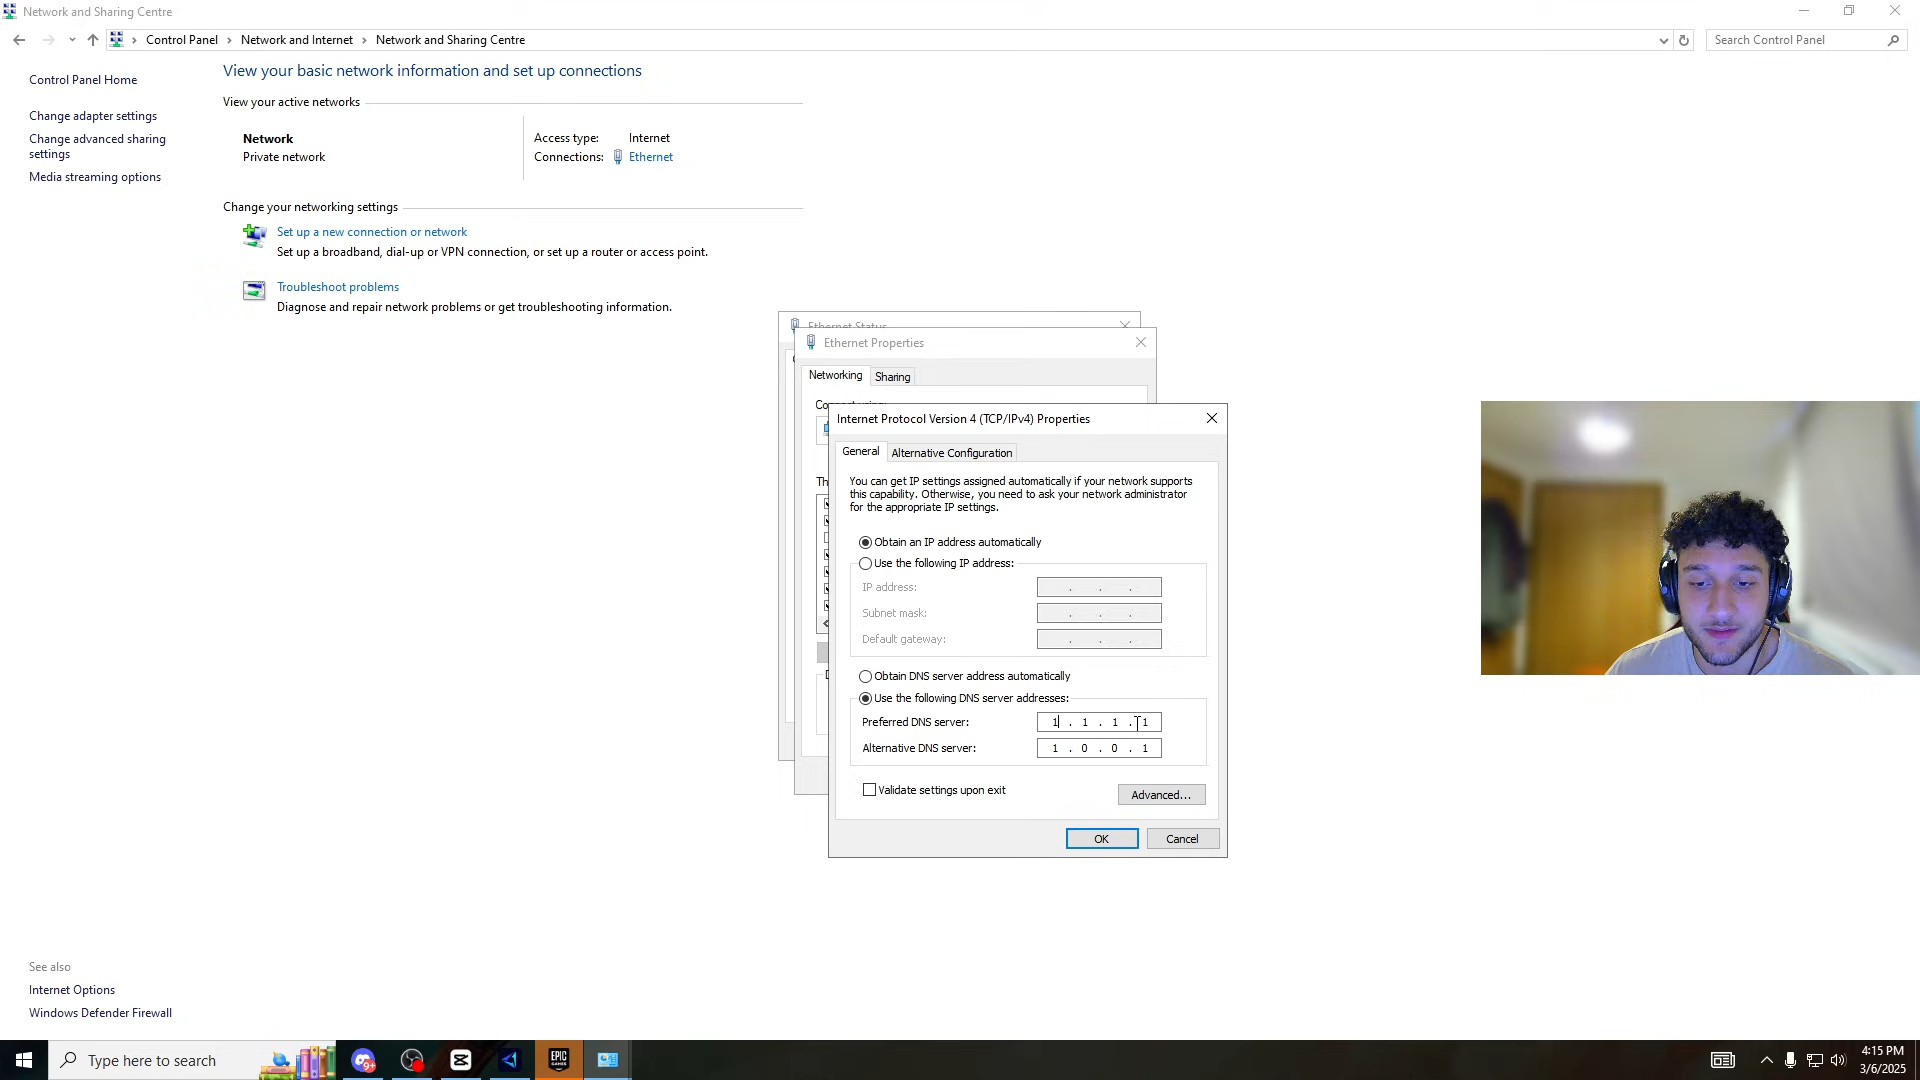 Network and Sharing Centre
Control Panel
Network and Internet
Network and Sharing Centre
Search Control Panel
Control Panel Home
Change adapter settings
Change advanced sharing
settings
Media streaming options
View your basic network information and set up connections
View your active networks
Network
Private network
Access type: Internet
Connections: Ethernet
Change your networking settings
Set up a new connection or network
Set up a broadband, dial-up or VPN connection, or set up a router or access point.
Troubleshoot problems
Diagnose and repair network problems or get troubleshooting information.
Ethernet Status
Ethernet Properties
Networking
Sharing
Internet Protocol Version 4 (TCP/IPv4) Properties
General
Alternative Configuration
You can get IP settings assigned automatically if your network supports
this capability. Otherwise, you need to ask your network administrator
for the appropriate IP settings.
Obtain an IP address automatically
Use the following IP address:
IP address:
Subnet mask:
Default gateway:
Obtain DNS server address automatically
Use the following DNS server addresses:
Preferred DNS server: 1 . 1 . 1 . 1
Alternative DNS server: 1 . 0 . 0 . 1
Validate settings upon exit
Advanced...
OK
Cancel
See also
Internet Options
Windows Defender Firewall
Type here to search
9+
EPIC
GAMES
4:15 PM
3/6/2025